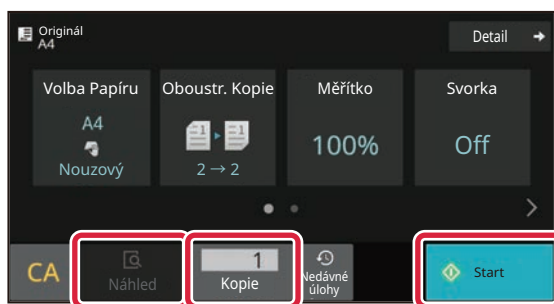 Originál
A4
Detail
Volba Papíru
A4
Nouzový
Oboustr. Kopie
2 → 2
Měřítko
100%
Svorka
Off
CA
Náhled
1
Kopie
Nedávné
úlohy
Start